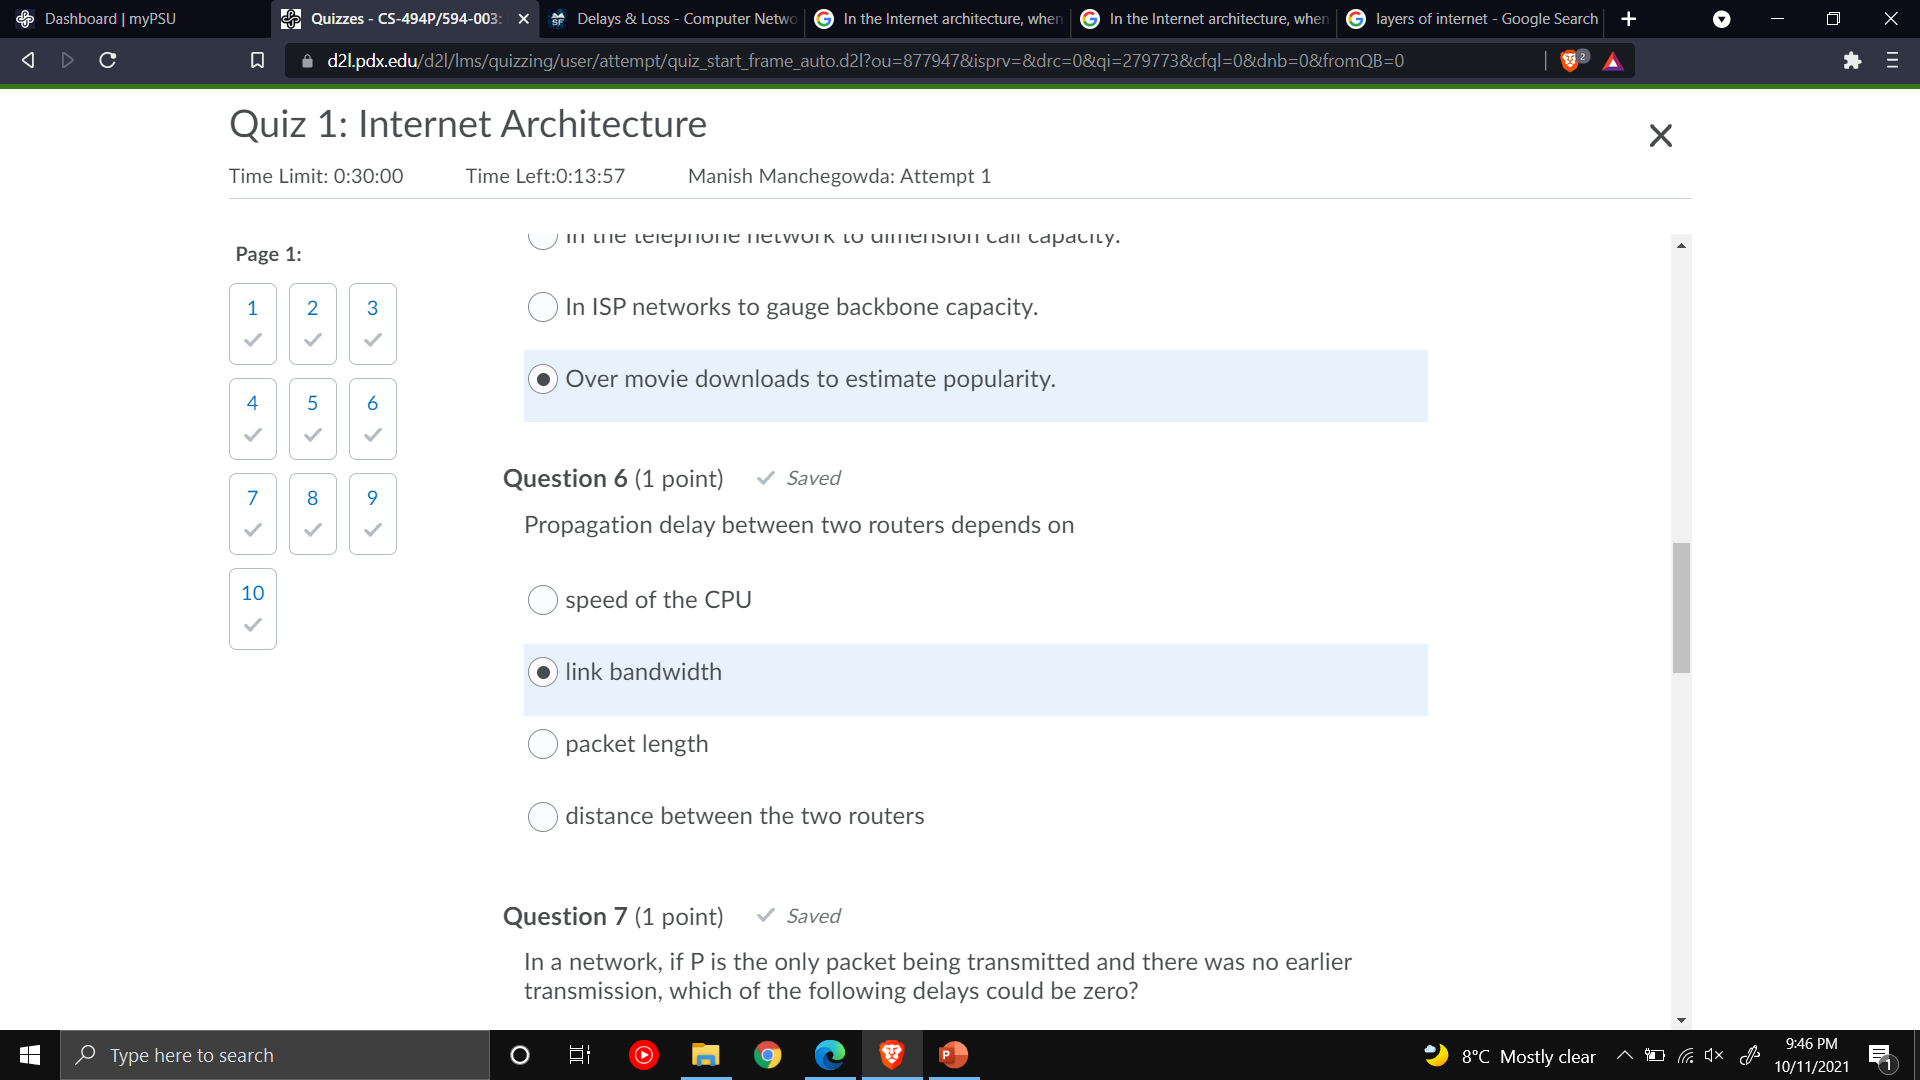 Dashboard | myPSU
Quizzes - CS-494P/594-003:
Delays & Loss - Computer Netwo
In the Internet architecture, when
In the Internet architecture, when
layers of internet - Google Search
d2l.pdx.edu/d2l/lms/quizzing/user/attempt/quiz_start_frame_auto.d2l?ou=877947&isprv=&drc=0&qi=279773&cfql=0&dnb=0&fromQB=0
2
Quiz 1: Internet Architecture
Time Limit: 0:30:00 Time Left:0:13:57 Manish Manchegowda: Attempt 1
Page 1:
1 2 3
4 5 6
7 8 9
10
In the telephone network to dimension call capacity.
In ISP networks to gauge backbone capacity.
Over movie downloads to estimate popularity.
Question 6 (1 point) Saved
Propagation delay between two routers depends on
speed of the CPU
link bandwidth
packet length
distance between the two routers
Question 7 (1 point) Saved
In a network, if P is the only packet being transmitted and there was no earlier
transmission, which of the following delays could be zero?
Type here to search
8°C Mostly clear
9:46 PM
10/11/2021
1